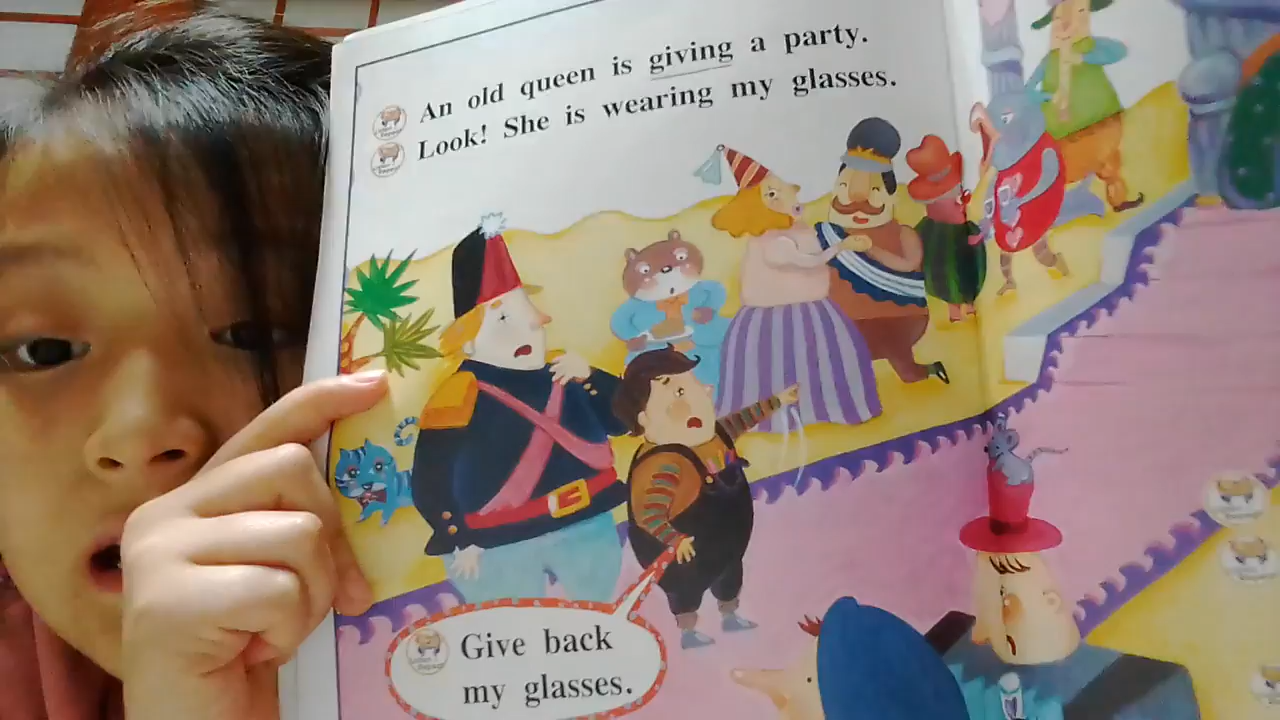 An old queen is giving a party.
Look! She is wearing my glasses.
Give back
my glasses.